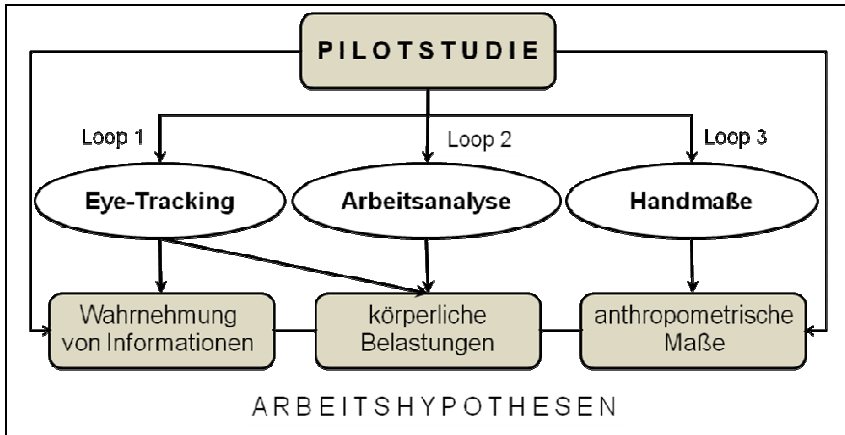 PILOTSTUDIE
Loop 1
Loop 2
Loop 3
Eye-Tracking
Arbeitsanalyse
Handmaße
Wahrnehmung
von Informationen
körperliche
Belastungen
anthropometrische
Maße
ARBEITSHYPOTHESEN